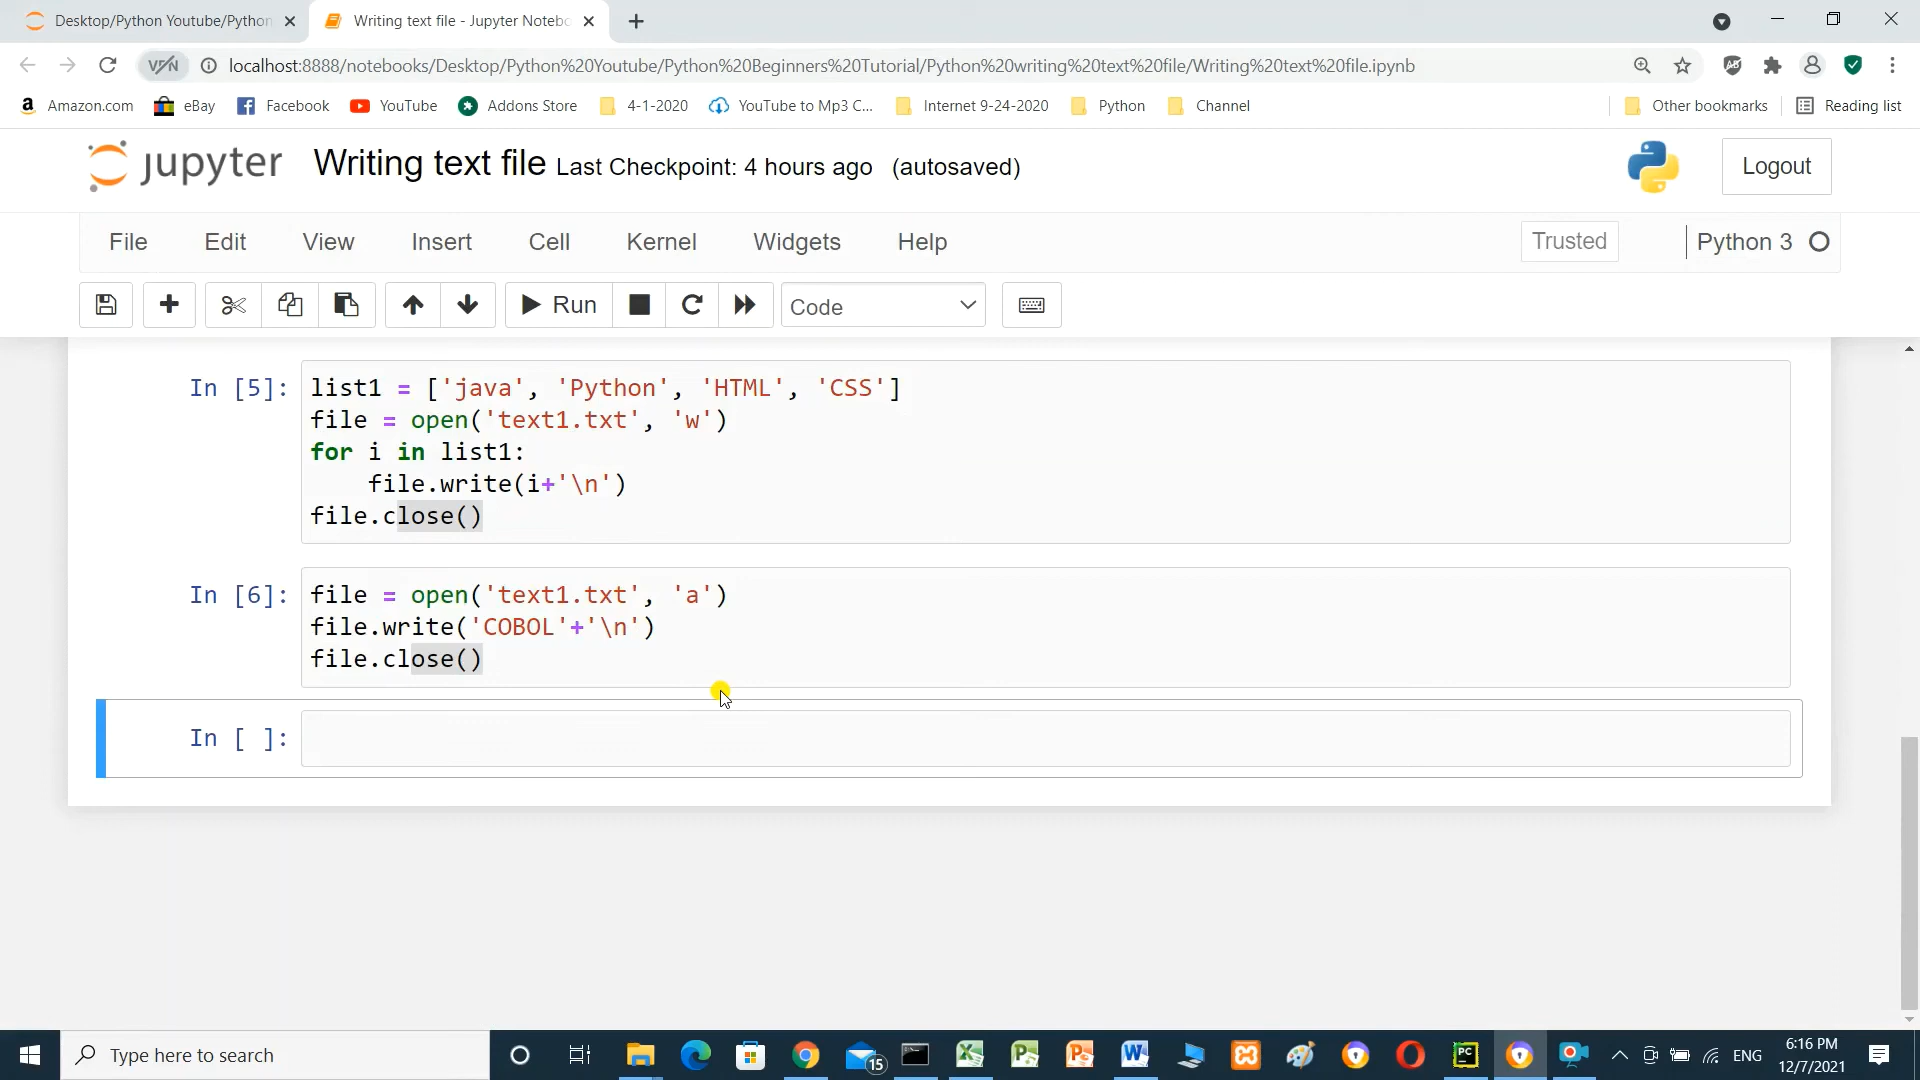 Desktop/Python Youtube/Python
Writing text file - Jupyter Notebo
VPN
localhost:8888/notebooks/Desktop/Python%20Youtube/Python%20Beginners%20Tutorial/Python%20writing%20text%20file/Writing%20text%20file.ipynb
Amazon.com
eBay
Facebook
YouTube
Addons Store
4-1-2020
YouTube to Mp3 C...
Internet 9-24-2020
Python
Channel
Other bookmarks
Reading list
jupyter
Writing text file Last Checkpoint: 4 hours ago (autosaved)
Logout
File
Edit
View
Insert
Cell
Kernel
Widgets
Help
Trusted
Python 3
Run
Code
In [5]:
list1 = ['java', 'Python', 'HTML', 'CSS']
file = open('text1.txt', 'w')
for i in list1:
    file.write(i+'\n')
file.close()
In [6]:
file = open('text1.txt', 'a')
file.write('COBOL'+'\n')
file.close()
In [ ]:
Type here to search
15
ENG
6:16 PM
12/7/2021